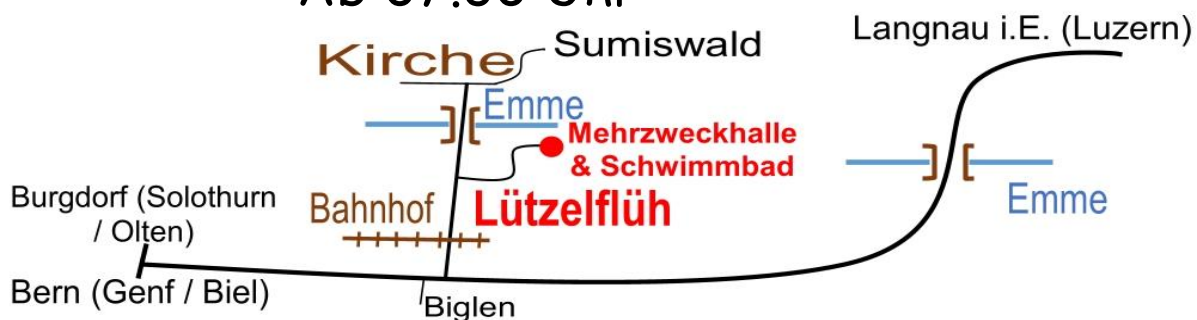 Langnau i.E. (Luzern)
Kirche
Sumiswald
Emme
Mehrzweckhalle
& Schwimmbad
Burgdorf (Solothurn
/ Olten)
Bahnhof
Lützelflüh
Emme
Bern (Genf / Biel)
Biglen